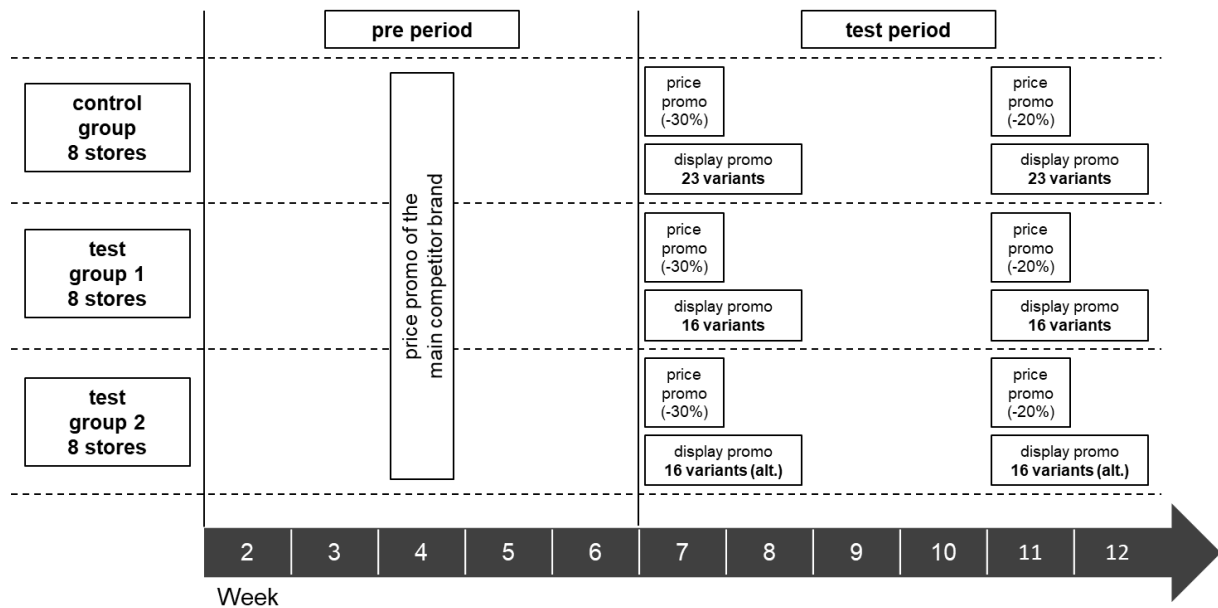 pre period
test period
control
group
8 stores
price
promo
(-30%)
price
promo
(-20%)
display promo
23 variants
display promo
23 variants
price promo of the
main competitor brand
test
group 1
8 stores
price
promo
(-30%)
price
promo
(-20%)
display promo
16 variants
display promo
16 variants
test
group 2
8 stores
price
promo
(-30%)
price
promo
(-20%)
display promo
16 variants (alt.)
display promo
16 variants (alt.)
2 3 4 5 6 7 8 9 10 11 12
Week